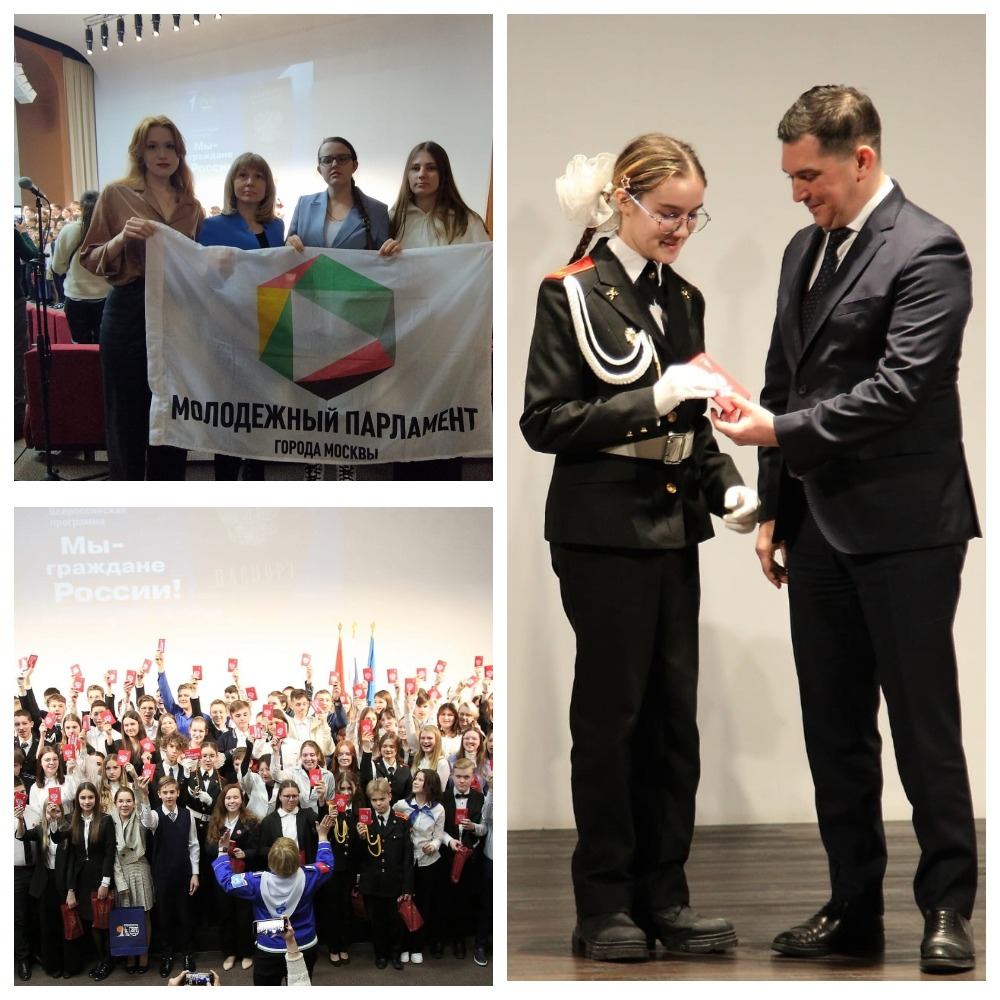 Мы-
граждане
России
МОЛОДЕЖНЫЙ ПАРЛАМЕНТ
ГОРОДА МОСКВЫ
Всероссийская
программа
Мы-
граждане
России!